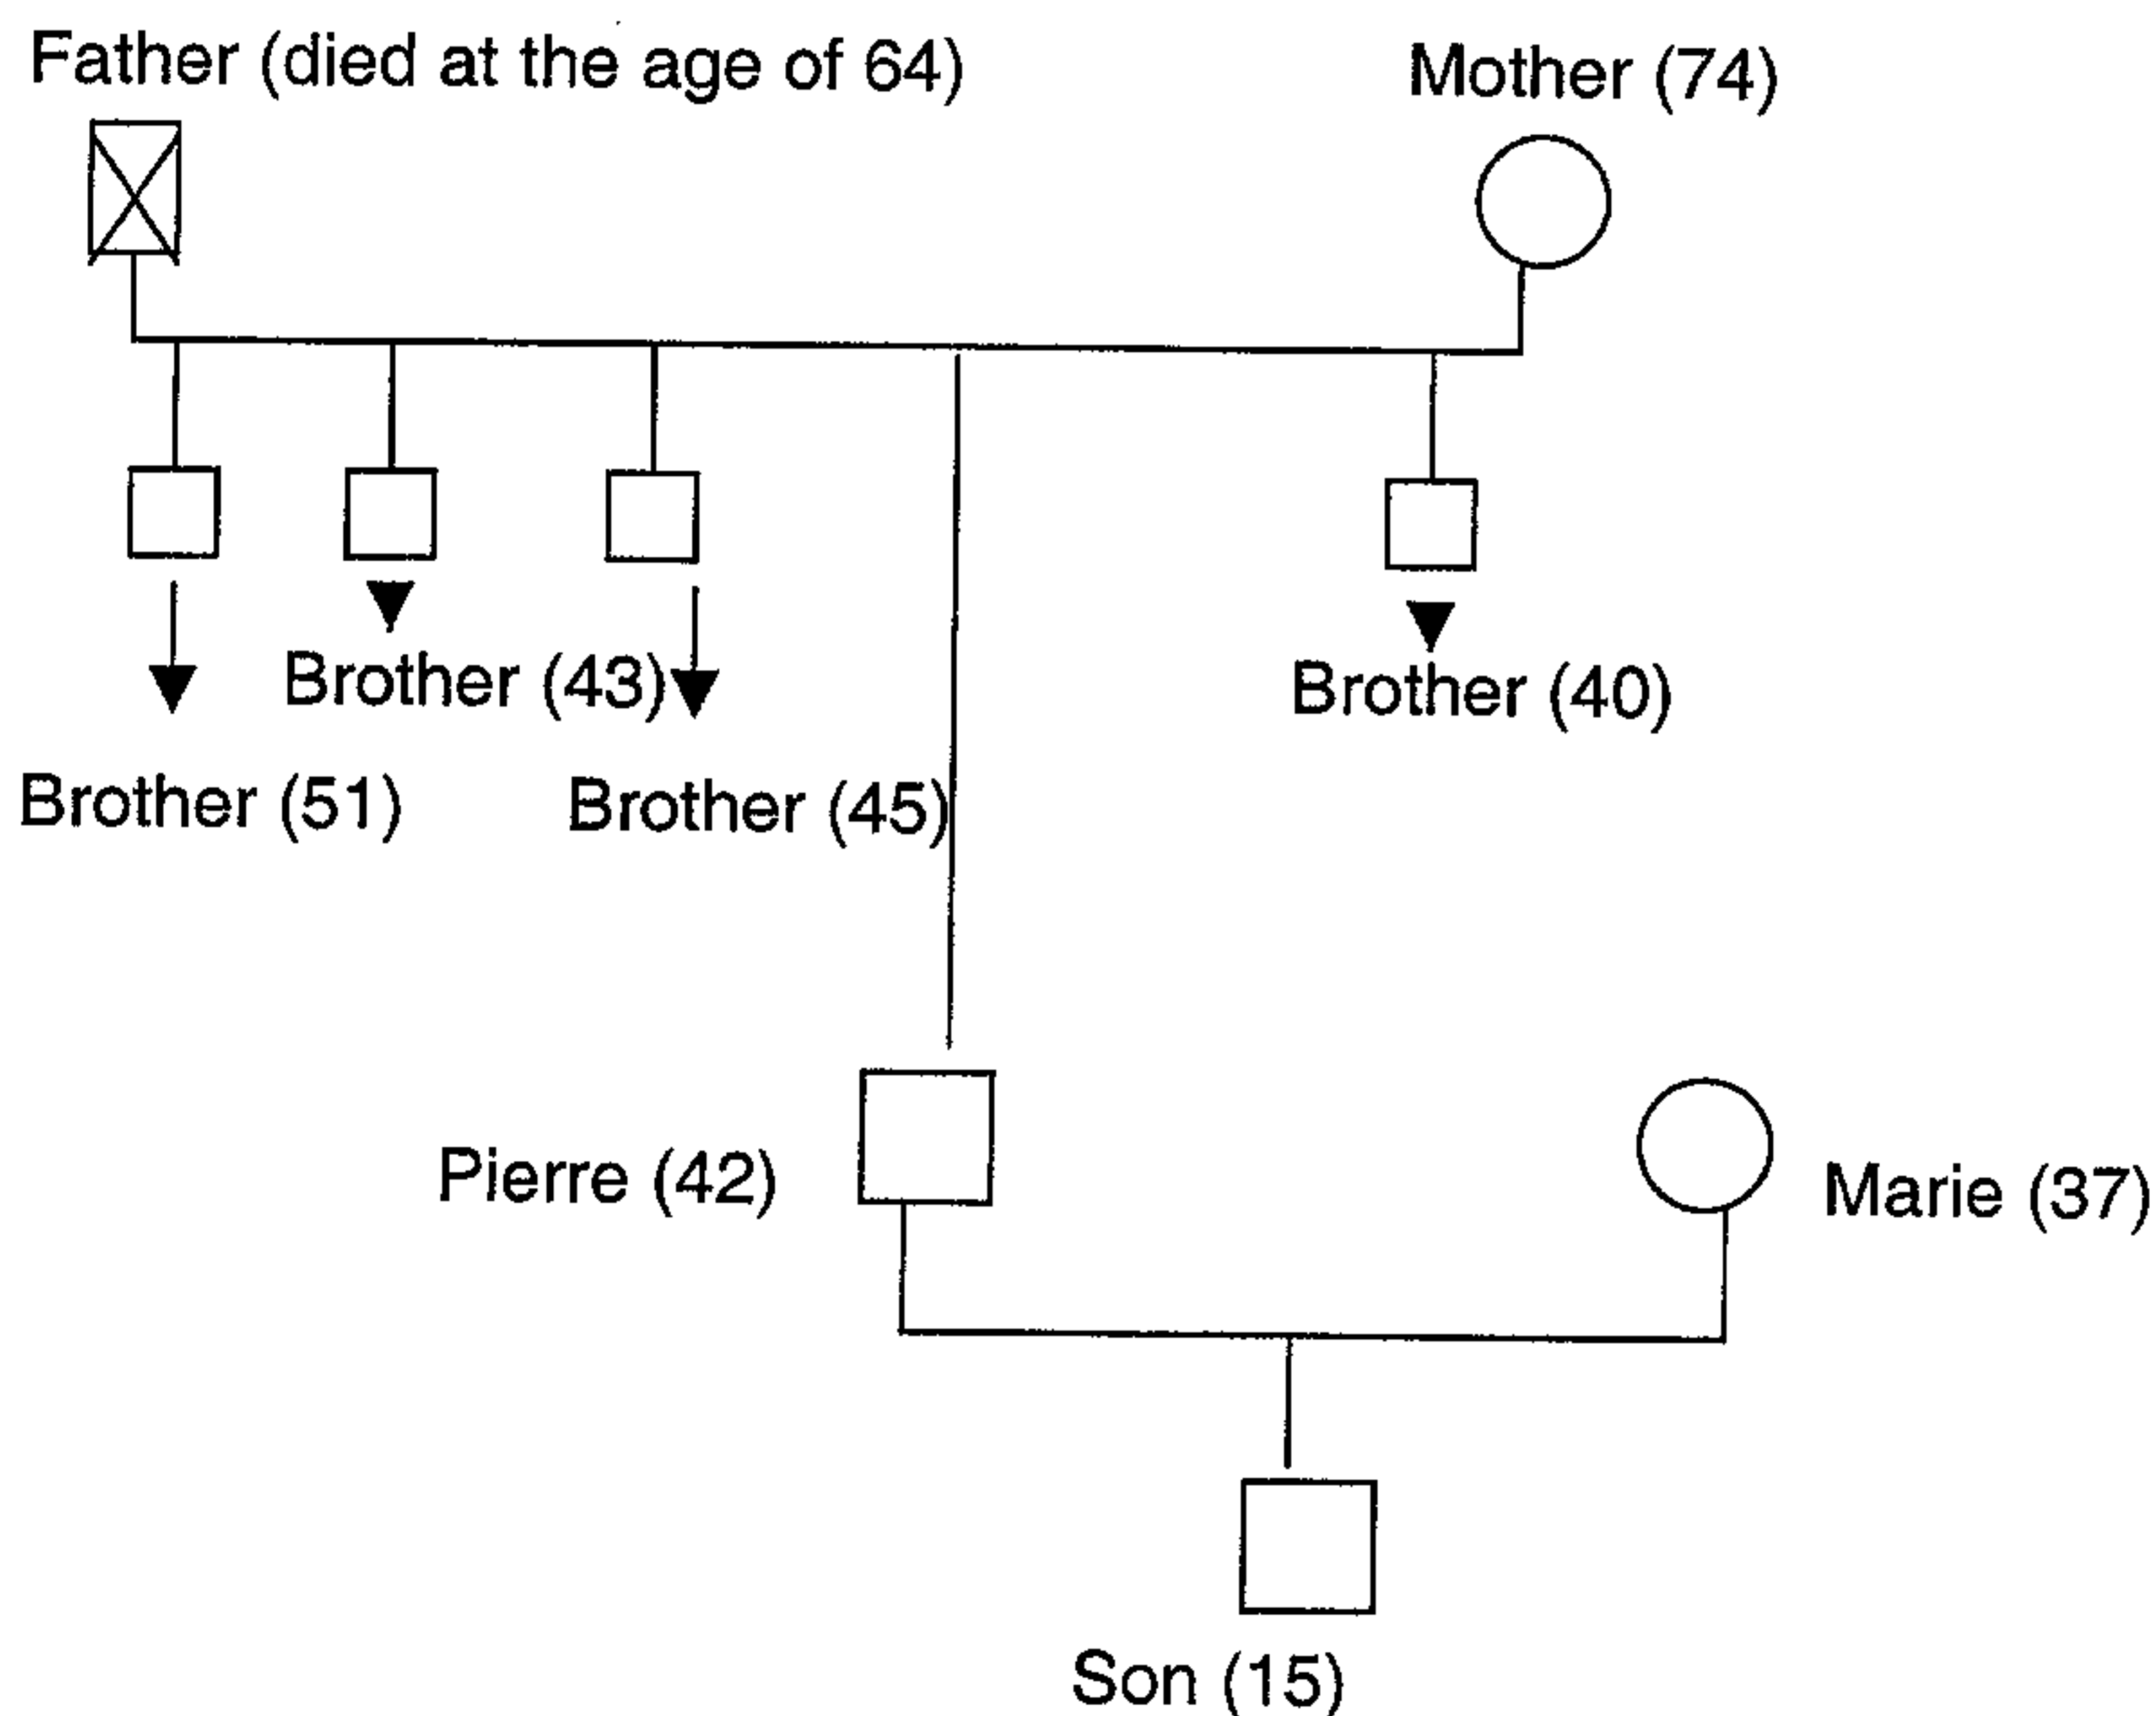 Father (died at the age of 64)
Mother (74)
Brother (43)
Brother (40)
Brother (51)
Brother (45)
Pierre (42)
Marie (37)
Son (15)